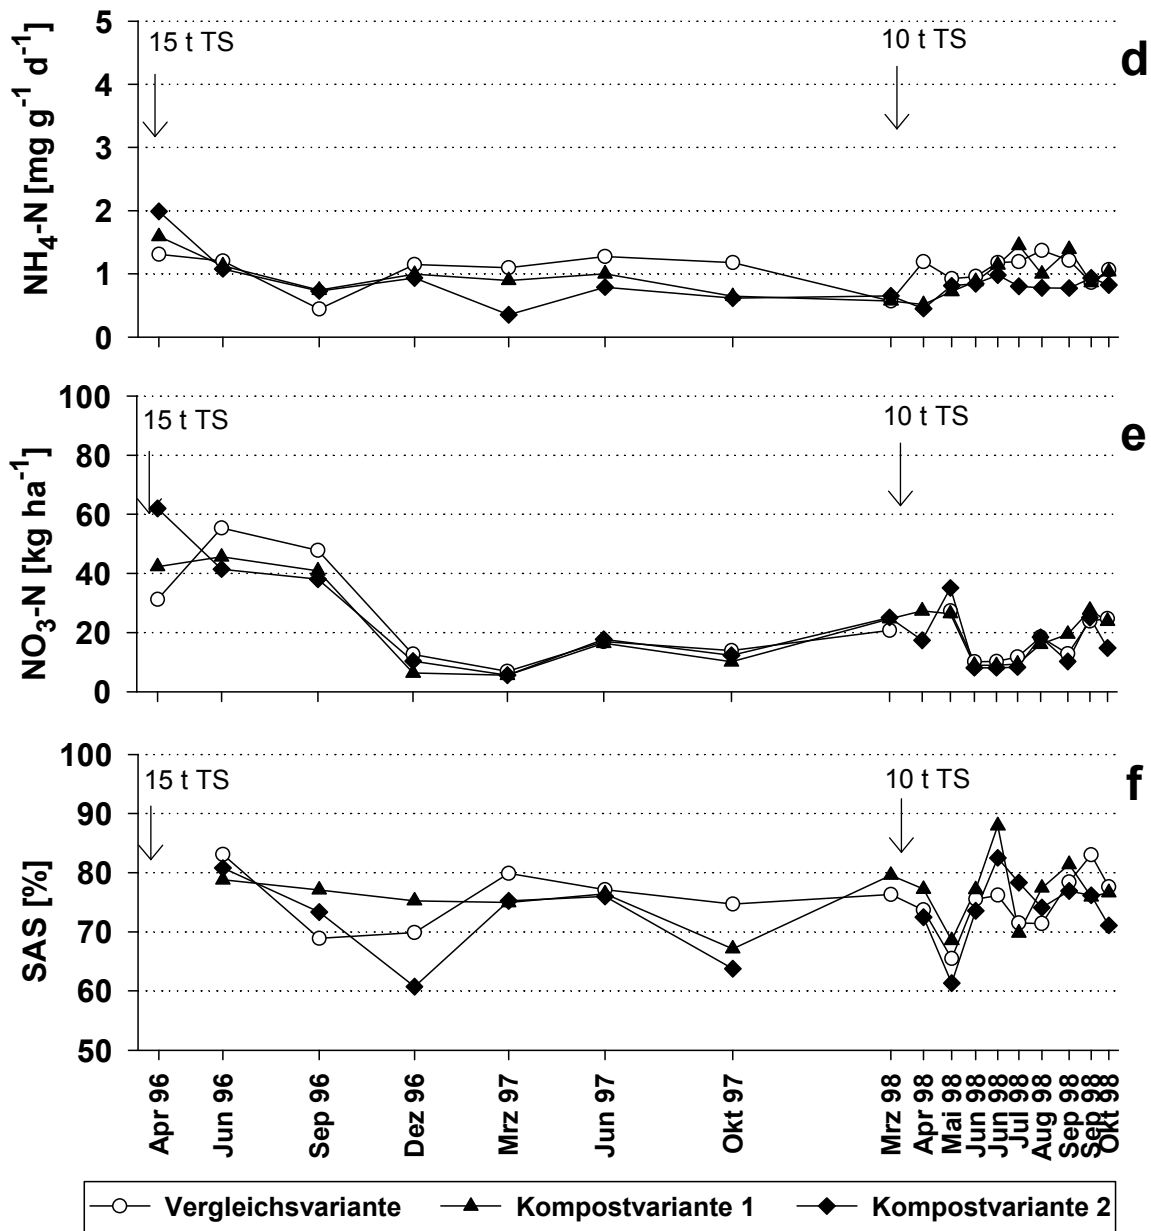 d
15 t TS
10 t TS
NH₄-N [mg g⁻¹ d⁻¹]
5
4
3
2
1
0
e
15 t TS
10 t TS
NO₃-N [kg ha⁻¹]
100
80
60
40
20
0
f
15 t TS
10 t TS
SAS [%]
100
90
80
70
60
50
Apr 96
Jun 96
Sep 96
Dez 96
Mrz 97
Jun 97
Okt 97
Mrz 98
Apr 98
Mai 98
Jun 98
Jun 98
Jul 98
Aug 98
Sep 98
Sep 98
Okt 98
Vergleichsvariante
Kompostvariante 1
Kompostvariante 2